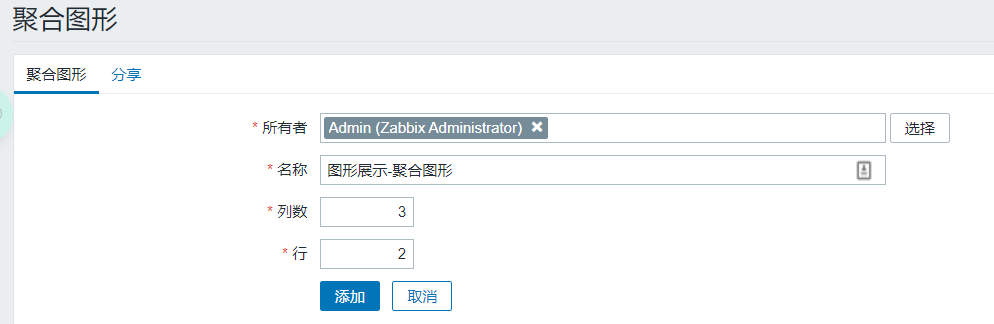 聚合图形
聚合图形 分享
* 所有者 Admin (Zabbix Administrator) ✖ 选择
* 名称 图形展示-聚合图形
* 列数 3
* 行 2
添加 取消